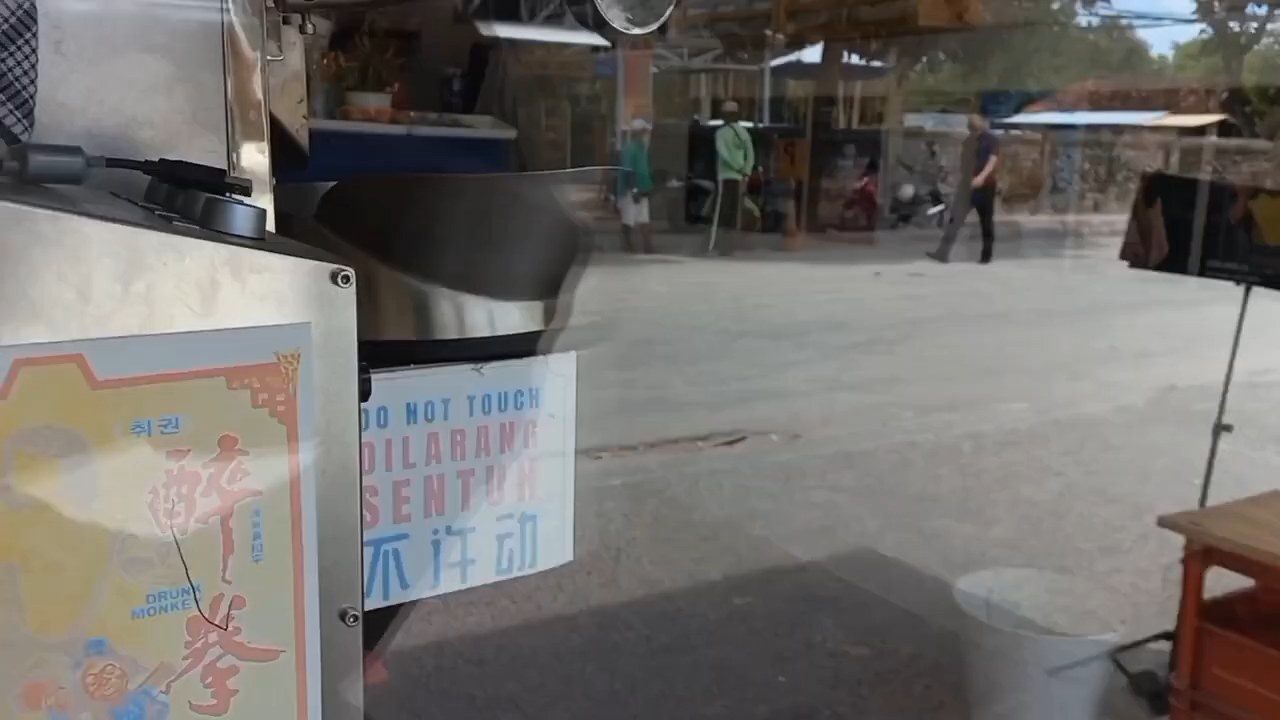 취권
醉拳
DRUNK
MONKEY
DO NOT TOUCH
DILARANG
SENTUH
不许动